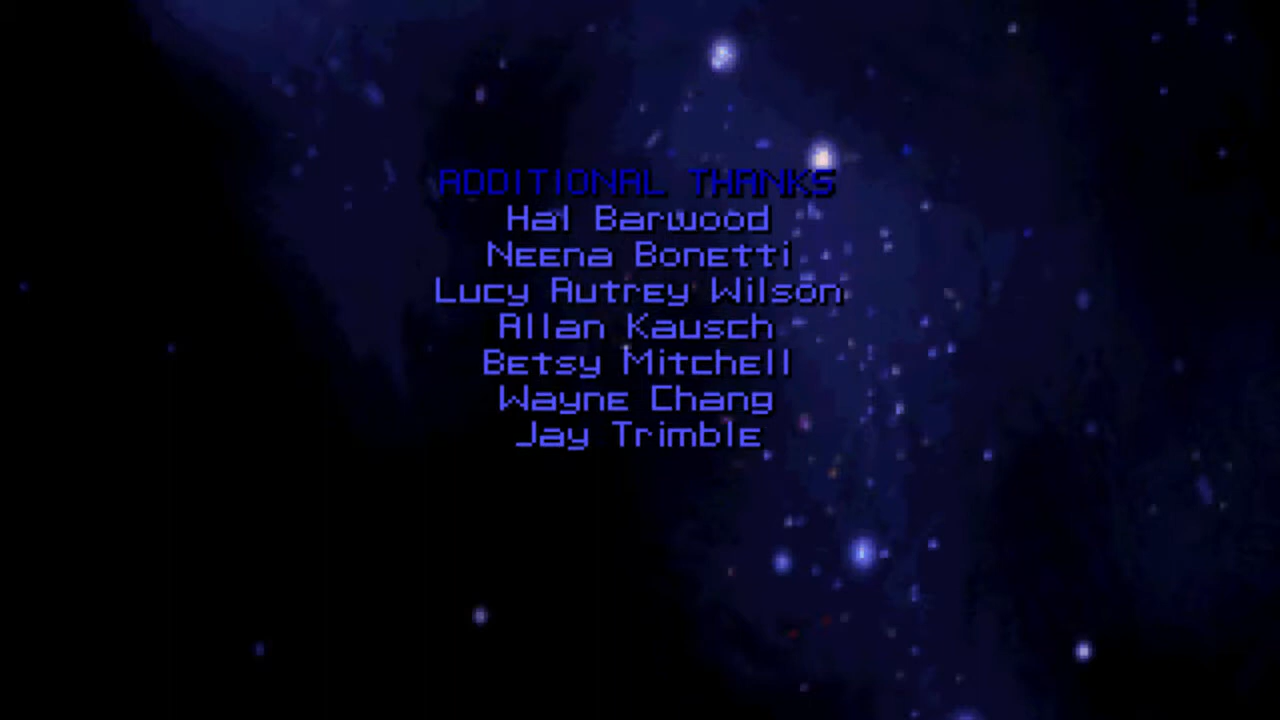 ADDITIONAL THANKS
Hal Barwood
Neena Bonetti
Lucy Autrey Wilson
Allan Kausch
Betsy Mitchell
Wayne Chang
Jay Trimble